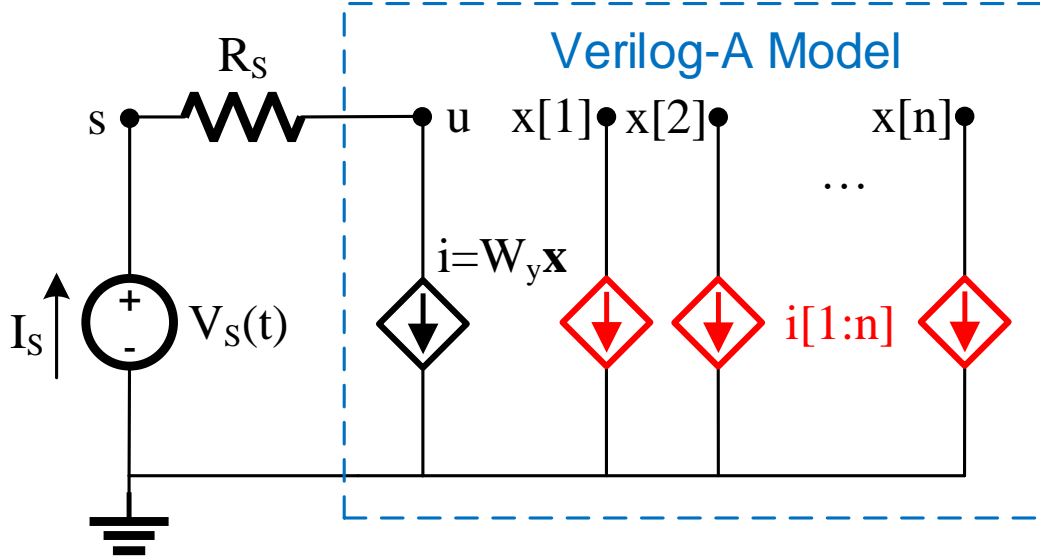 Verilog-A Model
R_S
s
u
x[1]
x[2]
x[n]
...
i=W_y x
+
-
I_S
V_S(t)
i[1:n]